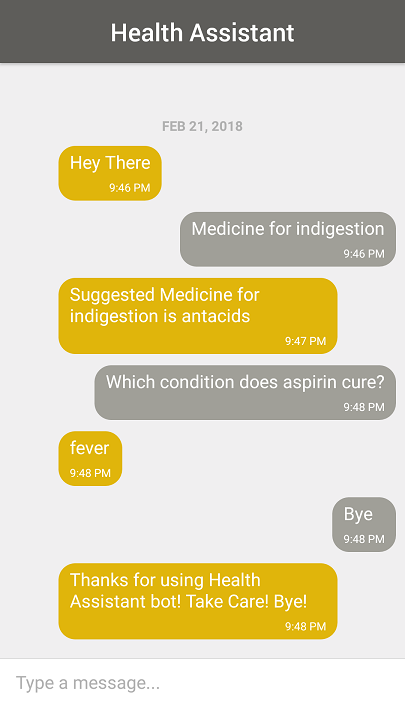 Health Assistant
FEB 21, 2018
Hey There
9:46 PM
Medicine for indigestion
9:46 PM
Suggested Medicine for
indigestion is antacids
9:47 PM
Which condition does aspirin cure?
9:48 PM
fever
9:48 PM
Bye
9:48 PM
Thanks for using Health
Assistant bot! Take Care! Bye!
9:48 PM
Type a message...